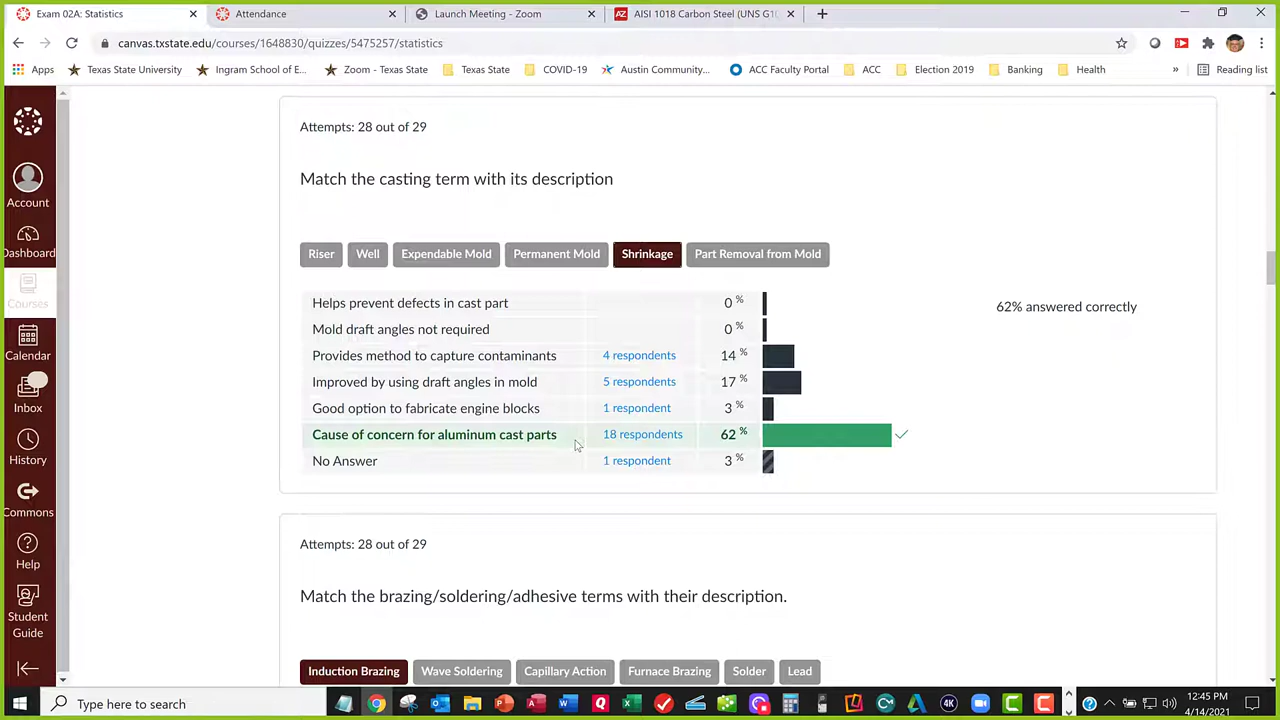 Exam 02A: Statistics
Attendance
Launch Meeting - Zoom
AISI 1018 Carbon Steel (UNS G10
canvas.txstate.edu/courses/1648830/quizzes/5475257/statistics
Apps
Texas State University
Ingram School of E...
Zoom - Texas State
Texas State
COVID-19
Austin Community...
ACC Faculty Portal
ACC
Election 2019
Banking
Health
»
Reading list
Account
Dashboard
Courses
Calendar
Inbox
History
Commons
Help
Student
Guide
Attempts: 28 out of 29
Match the casting term with its description
Riser Well Expendable Mold Permanent Mold Shrinkage Part Removal from Mold
Helps prevent defects in cast part 0 %
62% answered correctly
Mold draft angles not required 0 %
Provides method to capture contaminants 4 respondents 14 %
Improved by using draft angles in mold 5 respondents 17 %
Good option to fabricate engine blocks 1 respondent 3 %
Cause of concern for aluminum cast parts 18 respondents 62 %
No Answer 1 respondent 3 %
Attempts: 28 out of 29
Match the brazing/soldering/adhesive terms with their description.
Induction Brazing Wave Soldering Capillary Action Furnace Brazing Solder Lead
Type here to search
12:45 PM
4/14/2021